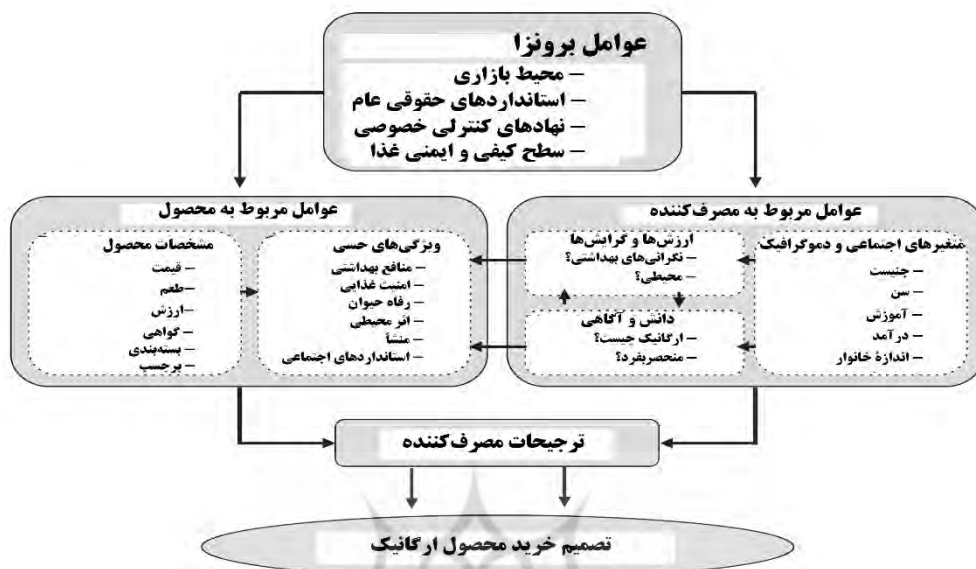 عوامل برونزا
– محیط بازاری
– استانداردهای حقوقی عام
– نهادهای کنترلی خصوصی
– سطح کیفی و ایمنی غذا
عوامل مربوط به مصرف‌کننده
متغیرهای اجتماعی و دموگرافیک
– جنیست
– سن
– آموزش
– درآمد
– اندازهٔ خانوار
ارزش‌ها و گرایش‌ها
– نگرانی‌های بهداشتی؟
– محیطی؟
دانش و آگاهی
– ارگانیک چیست؟
– منحصربفرد؟
عوامل مربوط به محصول
ویژگی‌های حسی
– منافع بهداشتی
– امنیت غذایی
– رفاه حیوان
– اثر محیطی
– منشأ
– استانداردهای اجتماعی
مشخصات محصول
– قیمت
– طعم
– ارزش
– گواهی
– بسته‌بندی
– برچسب
ترجیحات مصرف‌کننده
تصمیم خرید محصول ارگانیک